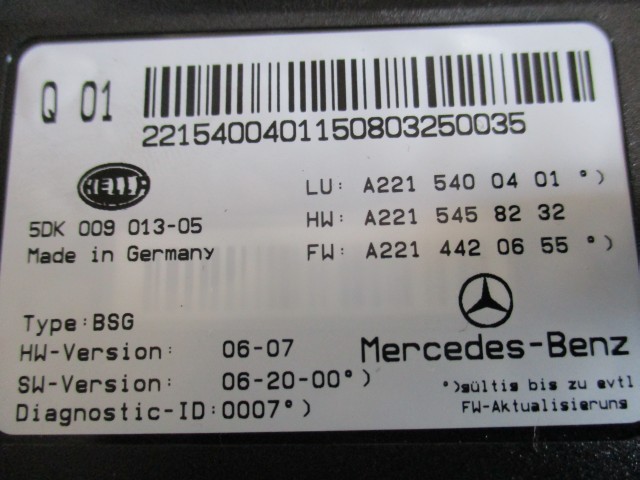 Q 01
2215400401150803250035
HELLA
LU: A221 540 04 01 °)
5DK 009 013-05
HW: A221 545 82 32
Made in Germany
FW: A221 442 06 55 °)
Type:BSG
HW-Version: 06-07
Mercedes-Benz
SW-Version: 06-20-00°)
°)gültig bis zu evtl
Diagnostic-ID:0007°)
FW-Aktualisierung